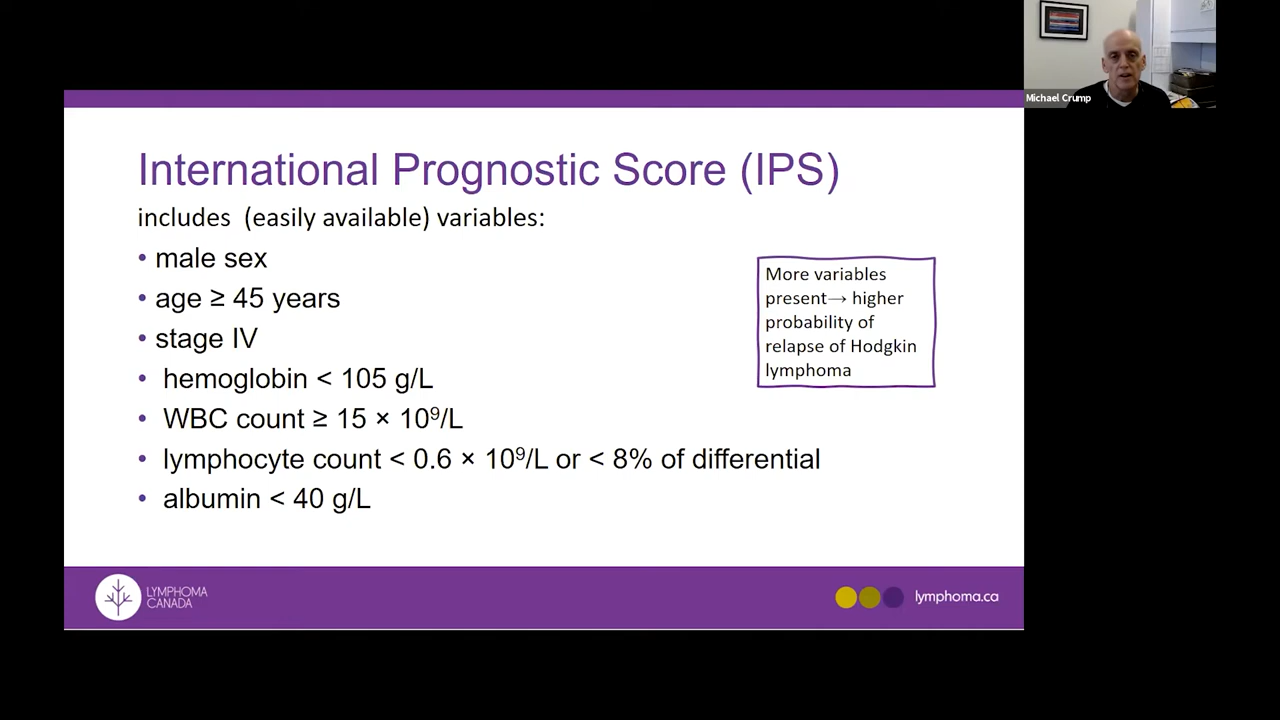 Michael Crump
International Prognostic Score (IPS)
includes (easily available) variables:
• male sex
• age ≥ 45 years
• stage IV
• hemoglobin < 105 g/L
• WBC count ≥ 15 × 10⁹/L
• lymphocyte count < 0.6 × 10⁹/L or < 8% of differential
• albumin < 40 g/L
More variables
present→ higher
probability of
relapse of Hodgkin
lymphoma
LYMPHOMA
CANADA
lymphoma.ca